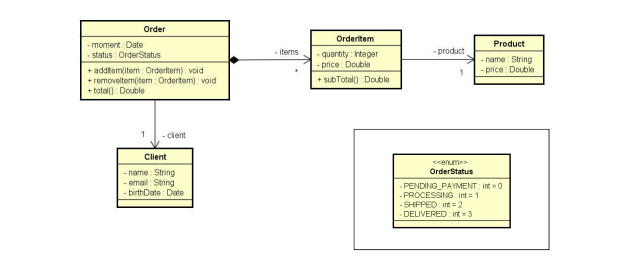 Order
- moment : Date
- status : OrderStatus
+ addItem(item : OrderItem) : void
+ removeItem(item : OrderItem) : void
+ total() : Double
- items
*
OrderItem
- quantity : Integer
- price : Double
+ subTotal() : Double
- product
1
Product
- name : String
- price : Double
1
- client
Client
- name : String
- email : String
- birthDate : Date
<<enum>>
OrderStatus
- PENDING_PAYMENT : int = 0
- PROCESSING : int = 1
- SHIPPED : int = 2
- DELIVERED : int = 3